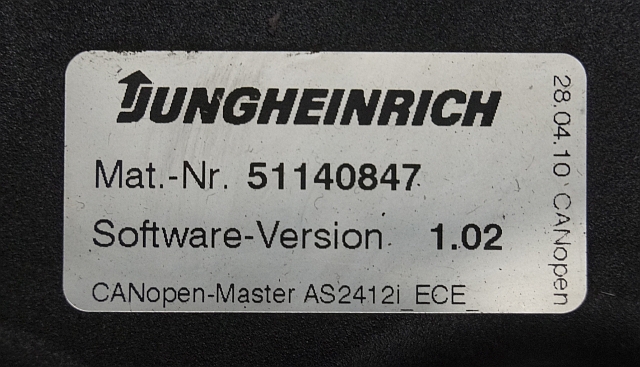 JUNGHEINRICH
Mat.-Nr. 51140847
Software-Version 1.02
CANopen-Master AS2412i_ECE_
28.04.10 CANopen